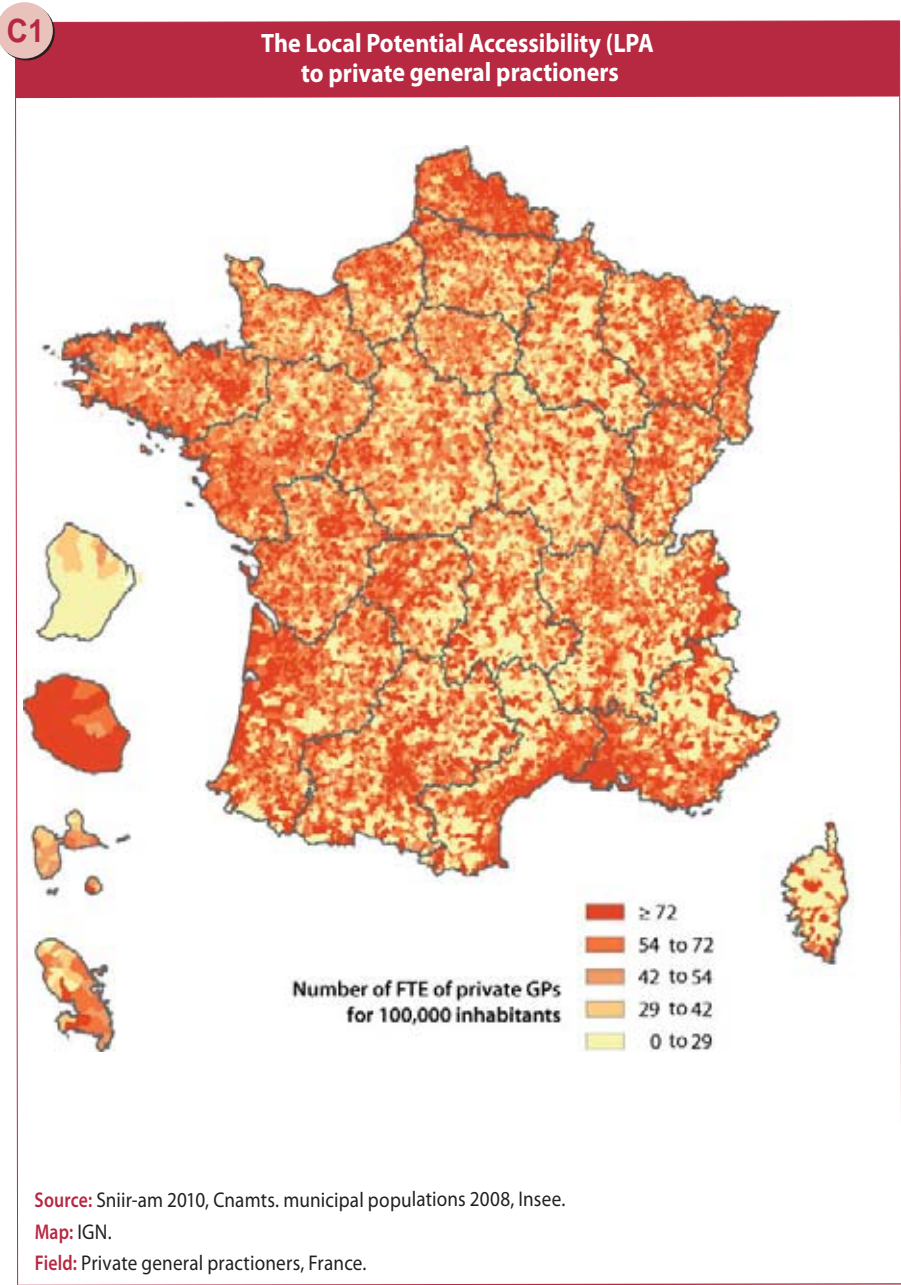 C1
The Local Potential Accessibility (LPA
to private general practioners
≥ 72
54 to 72
42 to 54
29 to 42
0 to 29
Number of FTE of private GPs
for 100,000 inhabitants
Source: Sniir-am 2010, Cnamts. municipal populations 2008, Insee.
Map: IGN.
Field: Private general practioners, France.